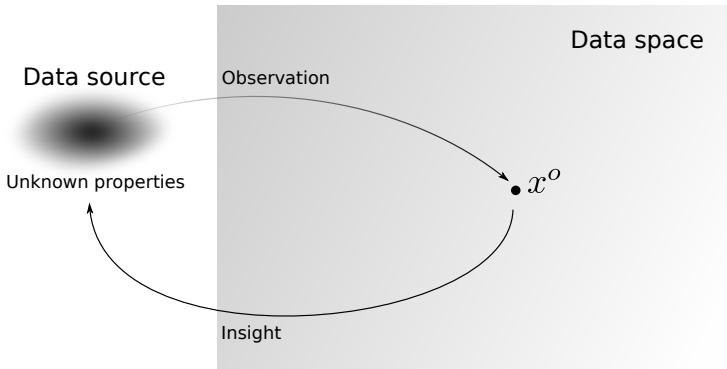 Data space
Data source
Observation
Unknown properties
x^o
Insight